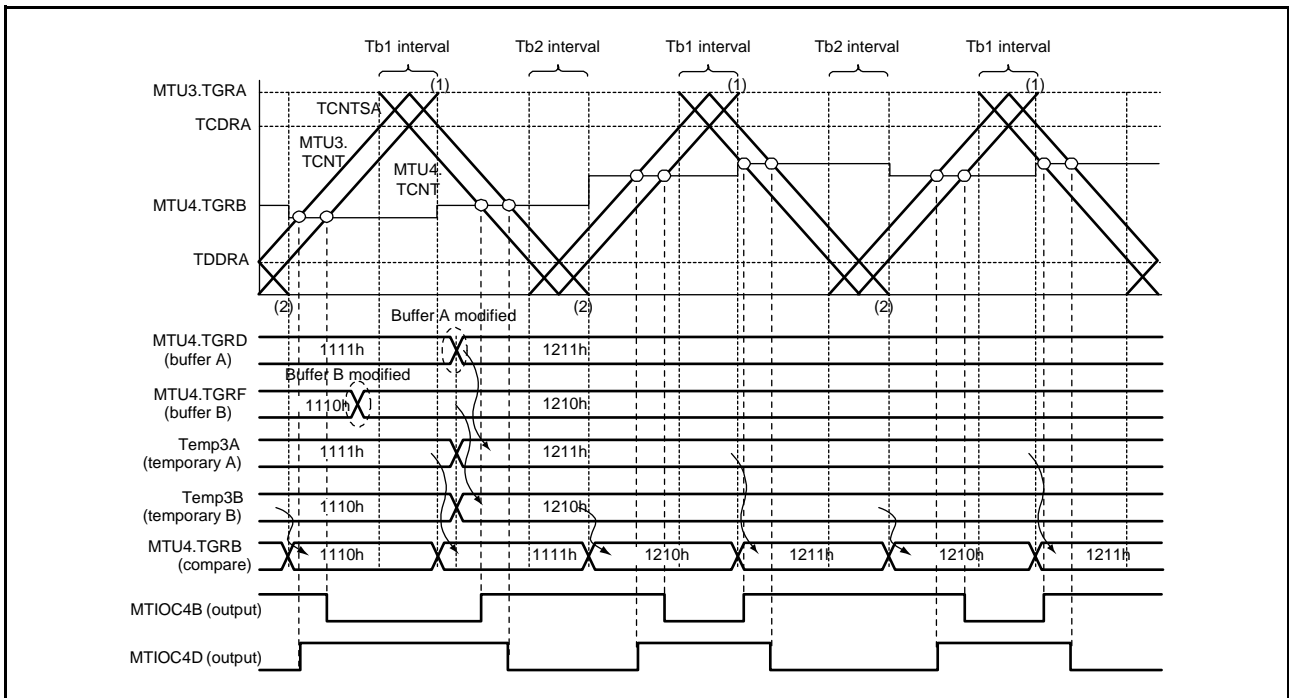 Tb1 interval
Tb2 interval
Tb1 interval
Tb2 interval
Tb1 interval
MTU3.TGRA
(1)
(1)
(1)
TCNTSA
TCDRA
MTU3.
TCNT
MTU4.
TCNT
MTU4.TGRB
TDDRA
(2)
(2)
(2)
Buffer A modified
MTU4.TGRD
(buffer A)
1111h
1211h
Buffer B modified
MTU4.TGRF
(buffer B)
1110h
1210h
Temp3A
(temporary A)
1111h
1211h
Temp3B
(temporary B)
1110h
1210h
MTU4.TGRB
(compare)
1110h
1111h
1210h
1211h
1210h
1211h
MTIOC4B (output)
MTIOC4D (output)